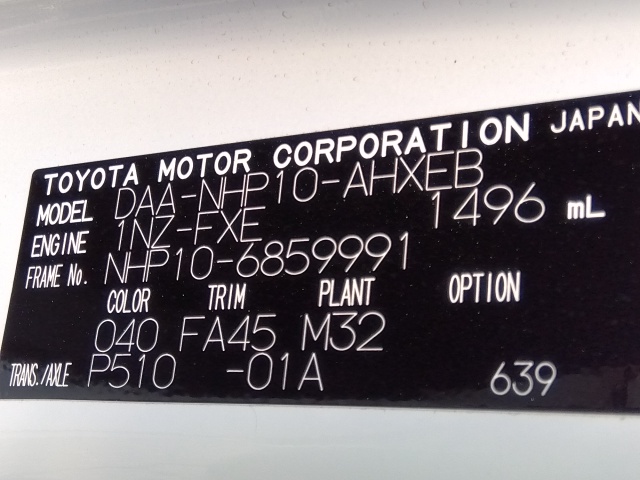 TOYOTA MOTOR CORPORATION JAPAN
MODEL DAA-NHP10-AHXEB
ENGINE 1NZ-FXE 1496 mL
FRAME No. NHP10-6859991
COLOR TRIM PLANT OPTION
040 FA45 M32
TRANS./AXLE P510 -01A 639